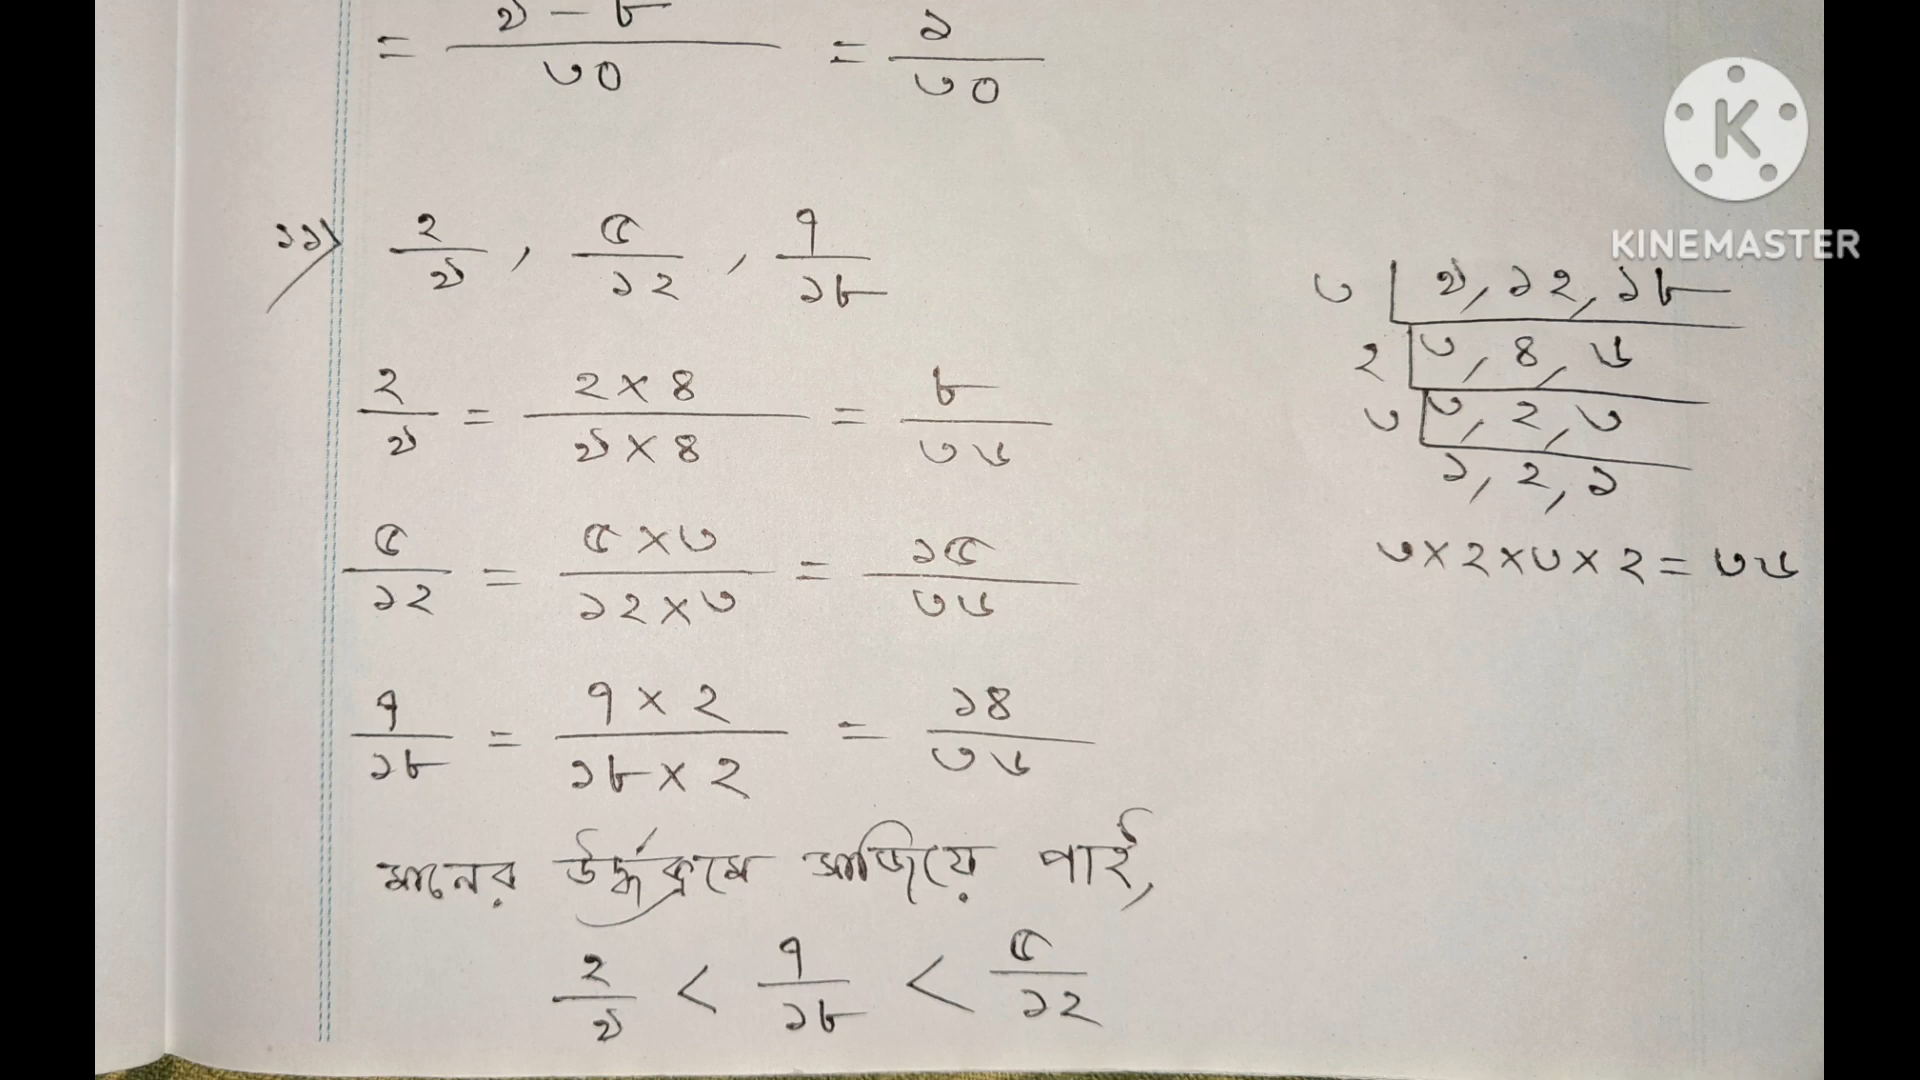 = ৯ - ৮ / ৩০ = ১ / ৩০
K
KINEMASTER
১১) ২/৯, ৫/১২, ৭/১৮
২/৯ = ২ × ৪ / ৯ × ৪ = ৮/৩৬
৫/১২ = ৫ × ৩ / ১২ × ৩ = ১৫/৩৬
৭/১৮ = ৭ × ২ / ১৮ × ২ = ১৪/৩৬
মানের উর্দ্ধক্রমে সাজিয়ে পাই,
২/৯ < ৭/১৮ < ৫/১২
৩ | ৯, ১২, ১৮
২ | ৩, ৪, ৬
৩ | ৩, ২, ৩
১, ২, ১
৩ × ২ × ৩ × ২ = ৩৬